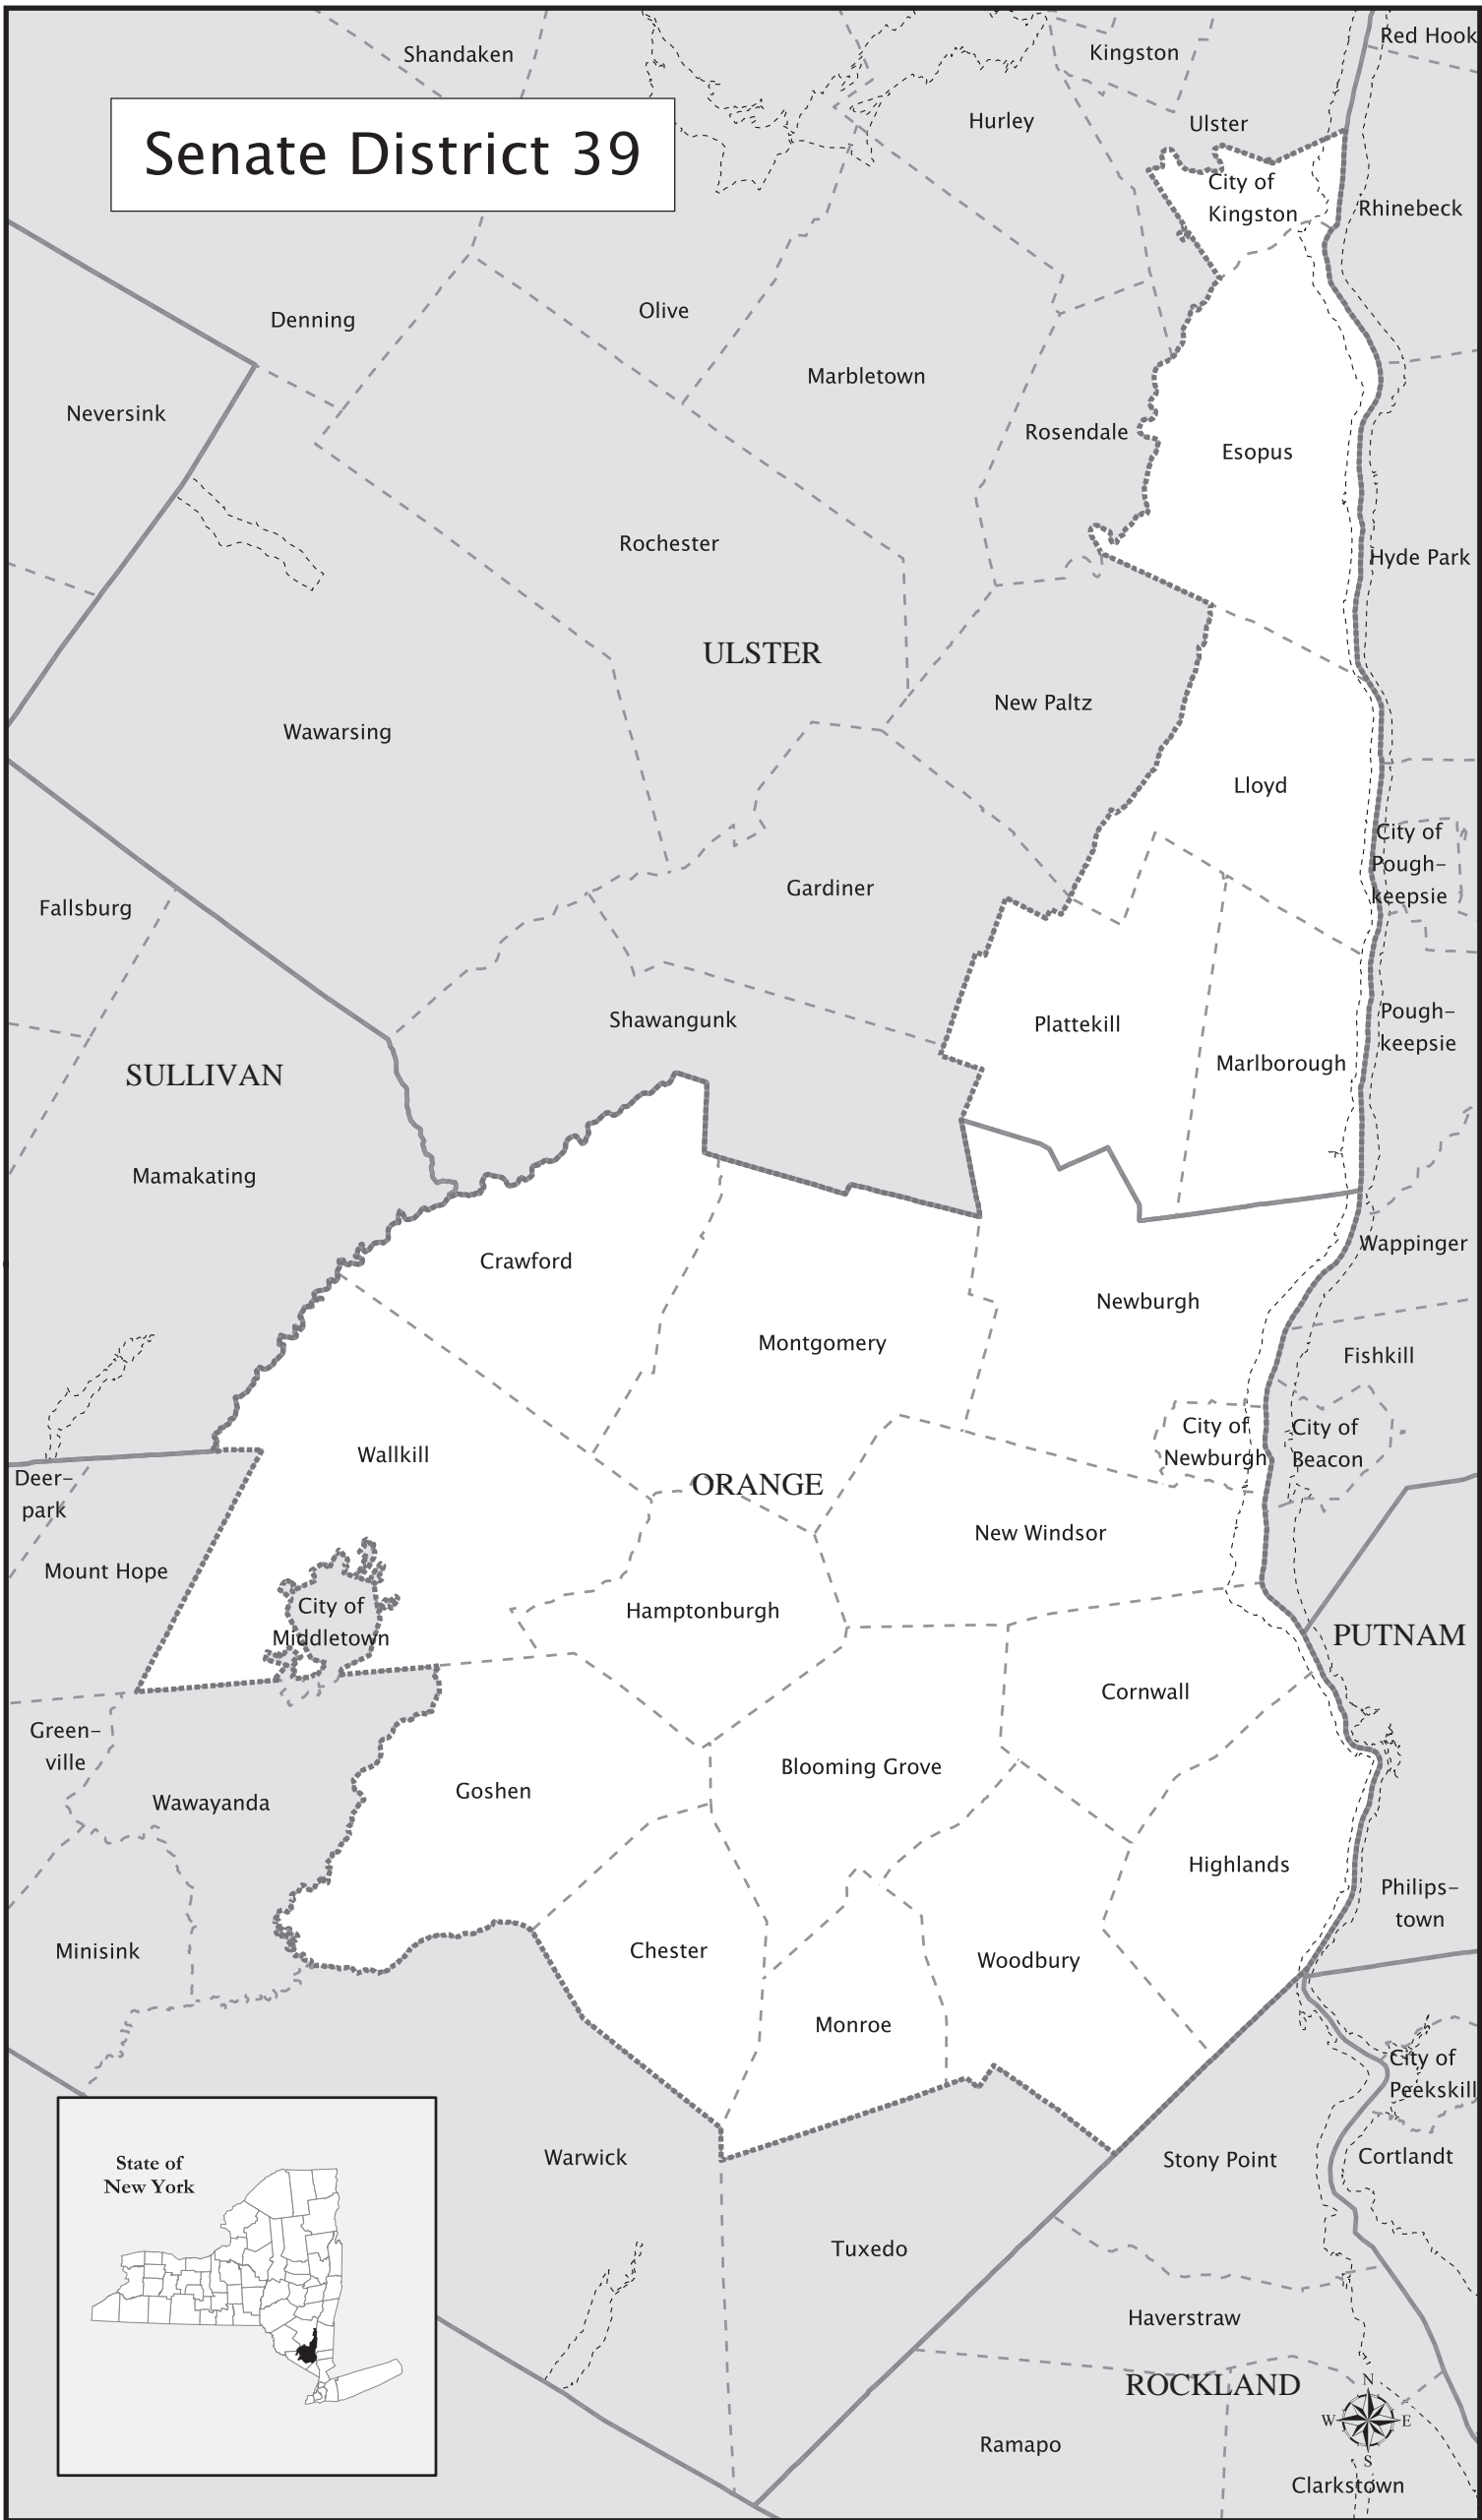 Shandaken
Kingston
Red Hook
Hurley
Ulster
Senate District 39
City of
Kingston
Rhinebeck
Denning
Olive
Marbletown
Neversink
Rosendale
Esopus
Rochester
Hyde Park
ULSTER
New Paltz
Wawarsing
Lloyd
City of
Pough-
keepsie
Gardiner
Fallsburg
Shawangunk
Plattekill
Pough-
keepsie
Marlborough
SULLIVAN
Mamakating
Wappinger
Crawford
Newburgh
Montgomery
Fishkill
City of
Newburgh
City of
Beacon
Wallkill
Deer-
park
ORANGE
New Windsor
Mount Hope
City of
Middletown
Hamptonburgh
PUTNAM
Cornwall
Green-
ville
Blooming Grove
Goshen
Wawayanda
Highlands
Philips-
town
Minisink
Chester
Woodbury
Monroe
City of
Peekskill
State of
New York
Warwick
Stony Point
Cortlandt
Tuxedo
Haverstraw
ROCKLAND
N
W
E
S
Ramapo
Clarkstown